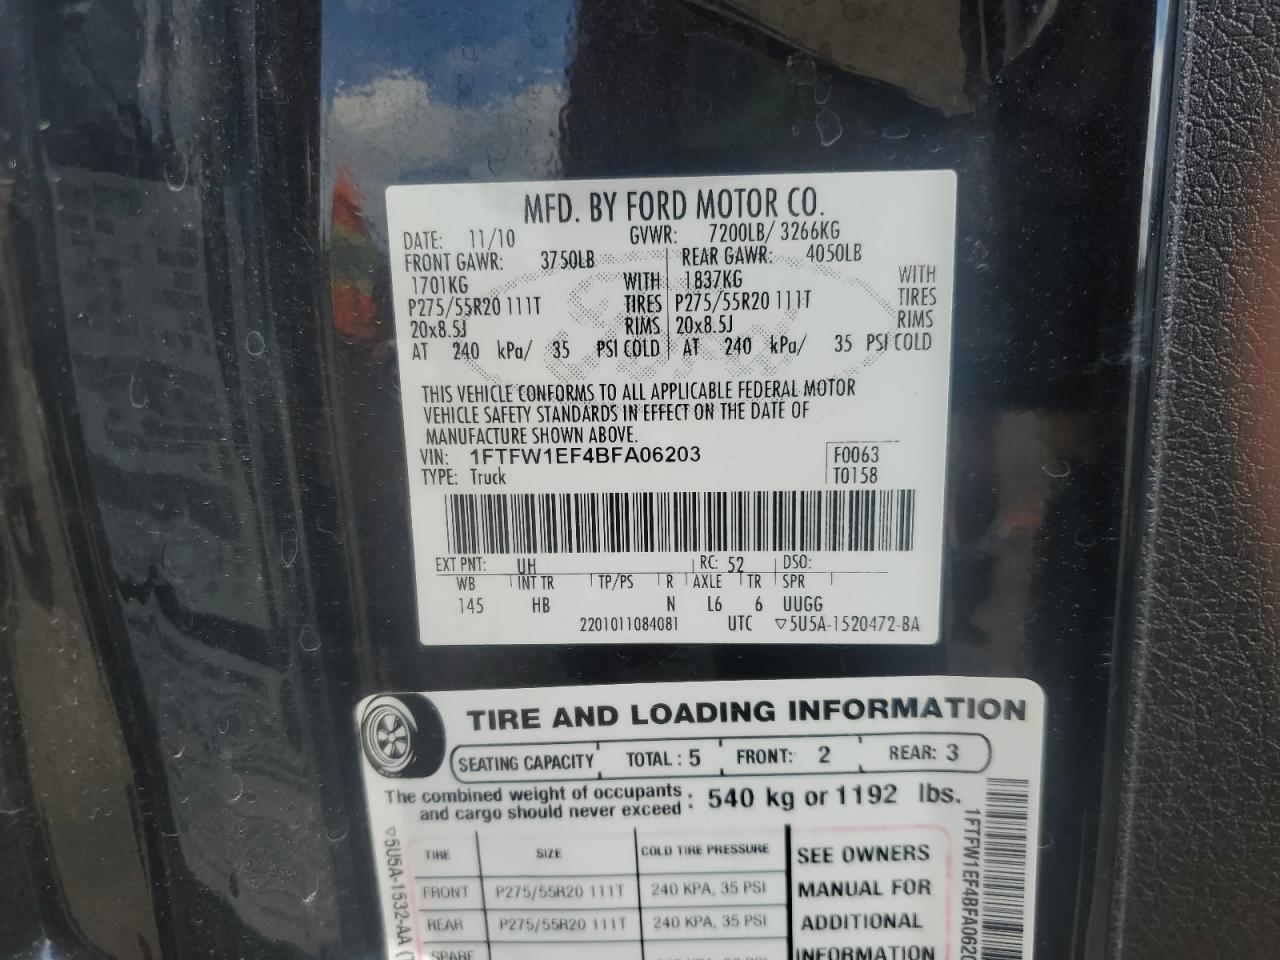 MFD. BY FORD MOTOR CO.
DATE: 11/10 GVWR: 7200LB/ 3266KG
FRONT GAWR: 3750LB REAR GAWR: 4050LB
1701KG WITH 1837KG WITH
P275/55R20 111T TIRES P275/55R20 111T TIRES
20x8.5J RIMS 20x8.5J RIMS
AT 240 kPa/ 35 PSI COLD AT 240 kPa/ 35 PSI COLD
THIS VEHICLE CONFORMS TO ALL APPLICABLE FEDERAL MOTOR
VEHICLE SAFETY STANDARDS IN EFFECT ON THE DATE OF
MANUFACTURE SHOWN ABOVE.
VIN: 1FTFW1EF4BFA06203 F0063
TYPE: Truck T0158
EXT PNT: UH RC: 52 DSO:
WB INT TR TP/PS R AXLE TR SPR
145 HB N L6 6 UUGG
2201011084081 UTC ▽5U5A-1520472-BA
TIRE AND LOADING INFORMATION
SEATING CAPACITY TOTAL: 5 FRONT: 2 REAR: 3
The combined weight of occupants
and cargo should never exceed : 540 kg or 1192 lbs.
TIRE SIZE COLD TIRE PRESSURE SEE OWNERS
FRONT P275/55R20 111T 240 KPA, 35 PSI MANUAL FOR
REAR P275/55R20 111T 240 KPA, 35 PSI ADDITIONAL
SPARE INFORMATION
▽5U5A-1532-AA
1FTFW1EF4BFA0620